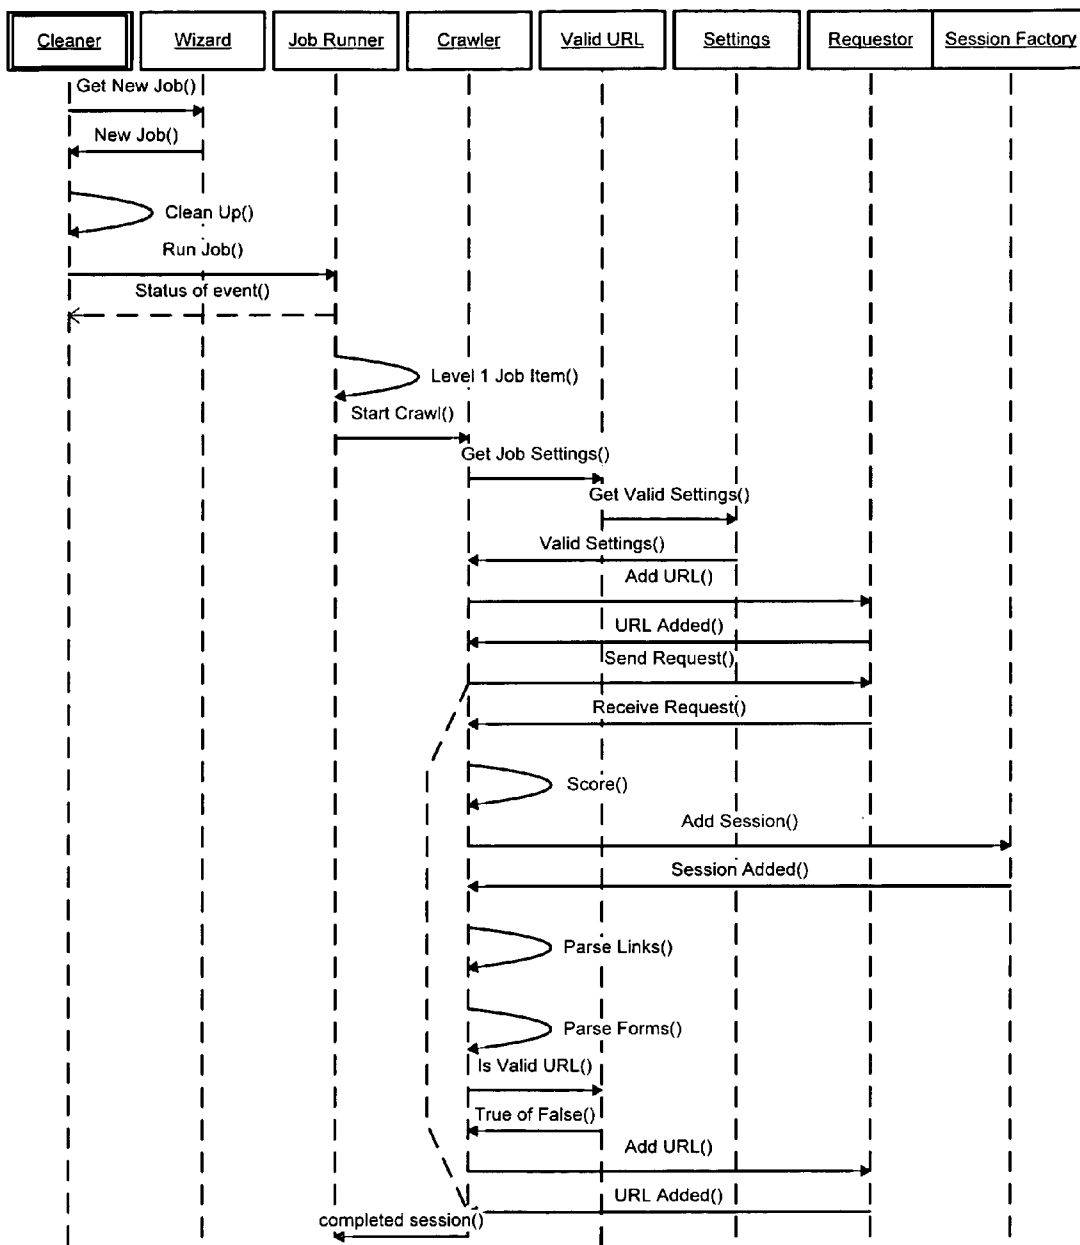 Cleaner
Wizard
Job Runner
Crawler
Valid URL
Settings
Requestor
Session Factory
Get New Job()
New Job()
Clean Up()
Run Job()
Status of event()
Level 1 Job Item()
Start Crawl()
Get Job Settings()
Get Valid Settings()
Valid Settings()
Add URL()
URL Added()
Send Request()
Receive Request()
Score()
Add Session()
Session Added()
Parse Links()
Parse Forms()
Is Valid URL()
True of False()
Add URL()
URL Added()
completed session()